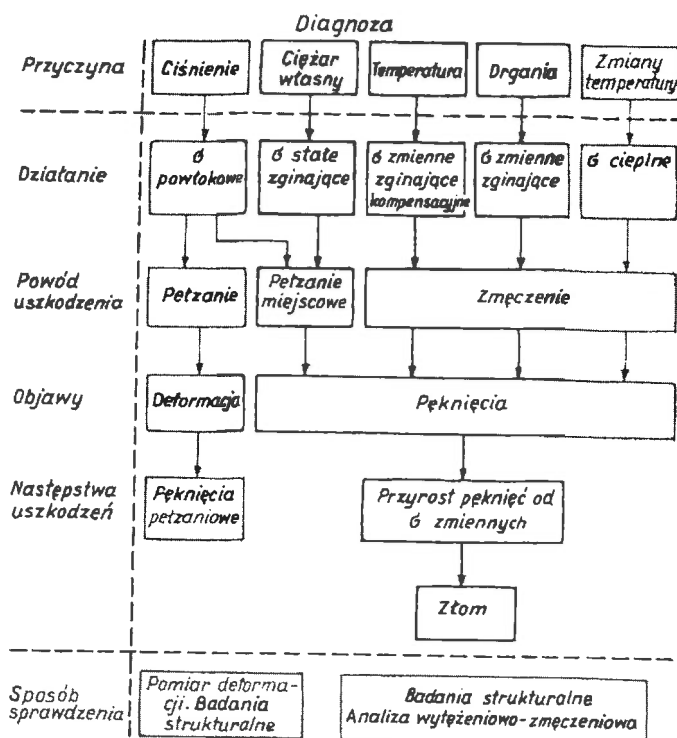 Diagnoza
Przyczyna
Ciśnienie
Ciężar
własny
Temperatura
Drgania
Zmiany
temperatury
Działanie
σ
powłokowe
σ stałe
zginające
σ zmienne
zginające
kompensacyjne
σ zmienne
zginające
σ cieplne
Powód
uszkodzenia
Pełzanie
Pełzanie
miejscowe
Zmęczenie
Objawy
Deformacja
Pęknięcia
Następstwa
uszkodzeń
Pęknięcia
pełzaniowe
Przyrost pęknięć od
σ zmiennych
Złom
Sposób
sprawdzenia
Pomiar deforma-
cji. Badania
strukturalne
Badania strukturalne
Analiza wytężeniowo-zmęczeniowa